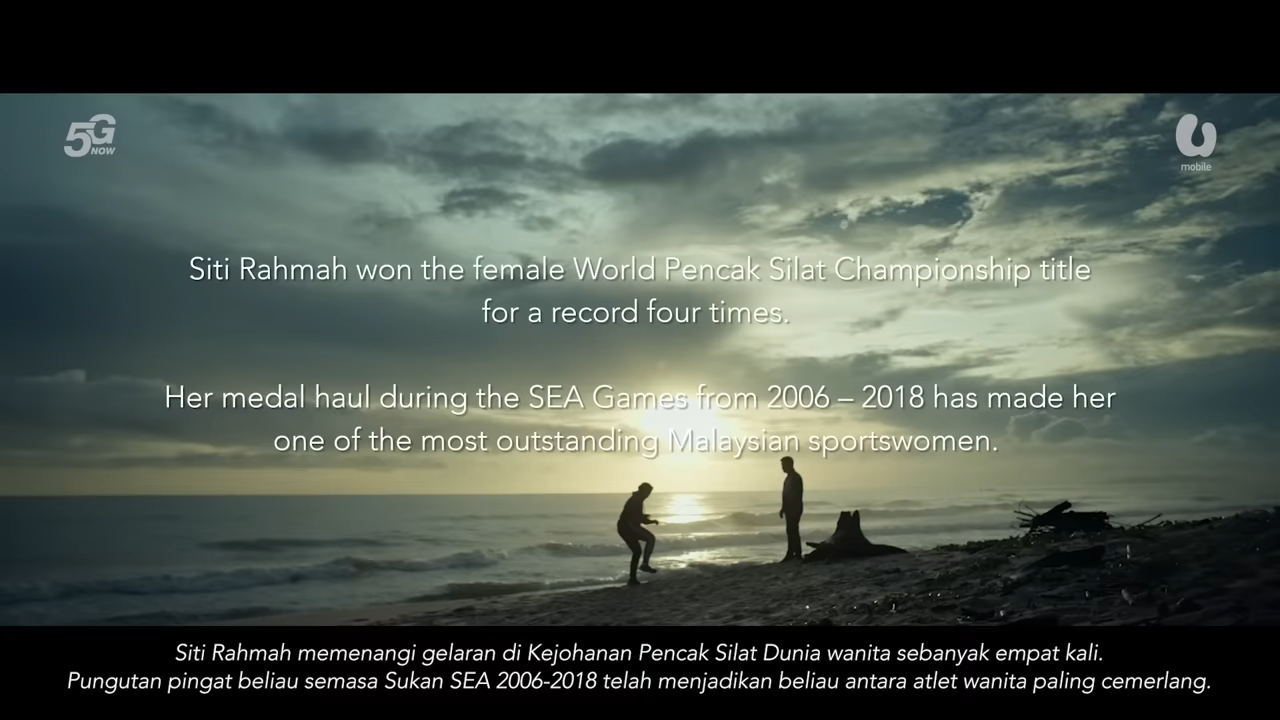 5G
NOW
mobile
Siti Rahmah won the female World Pencak Silat Championship title
for a record four times.
Her medal haul during the SEA Games from 2006 – 2018 has made her
one of the most outstanding Malaysian sportswomen.
Siti Rahmah memenangi gelaran di Kejohanan Pencak Silat Dunia wanita sebanyak empat kali.
Pungutan pingat beliau semasa Sukan SEA 2006-2018 telah menjadikan beliau antara atlet wanita paling cemerlang.